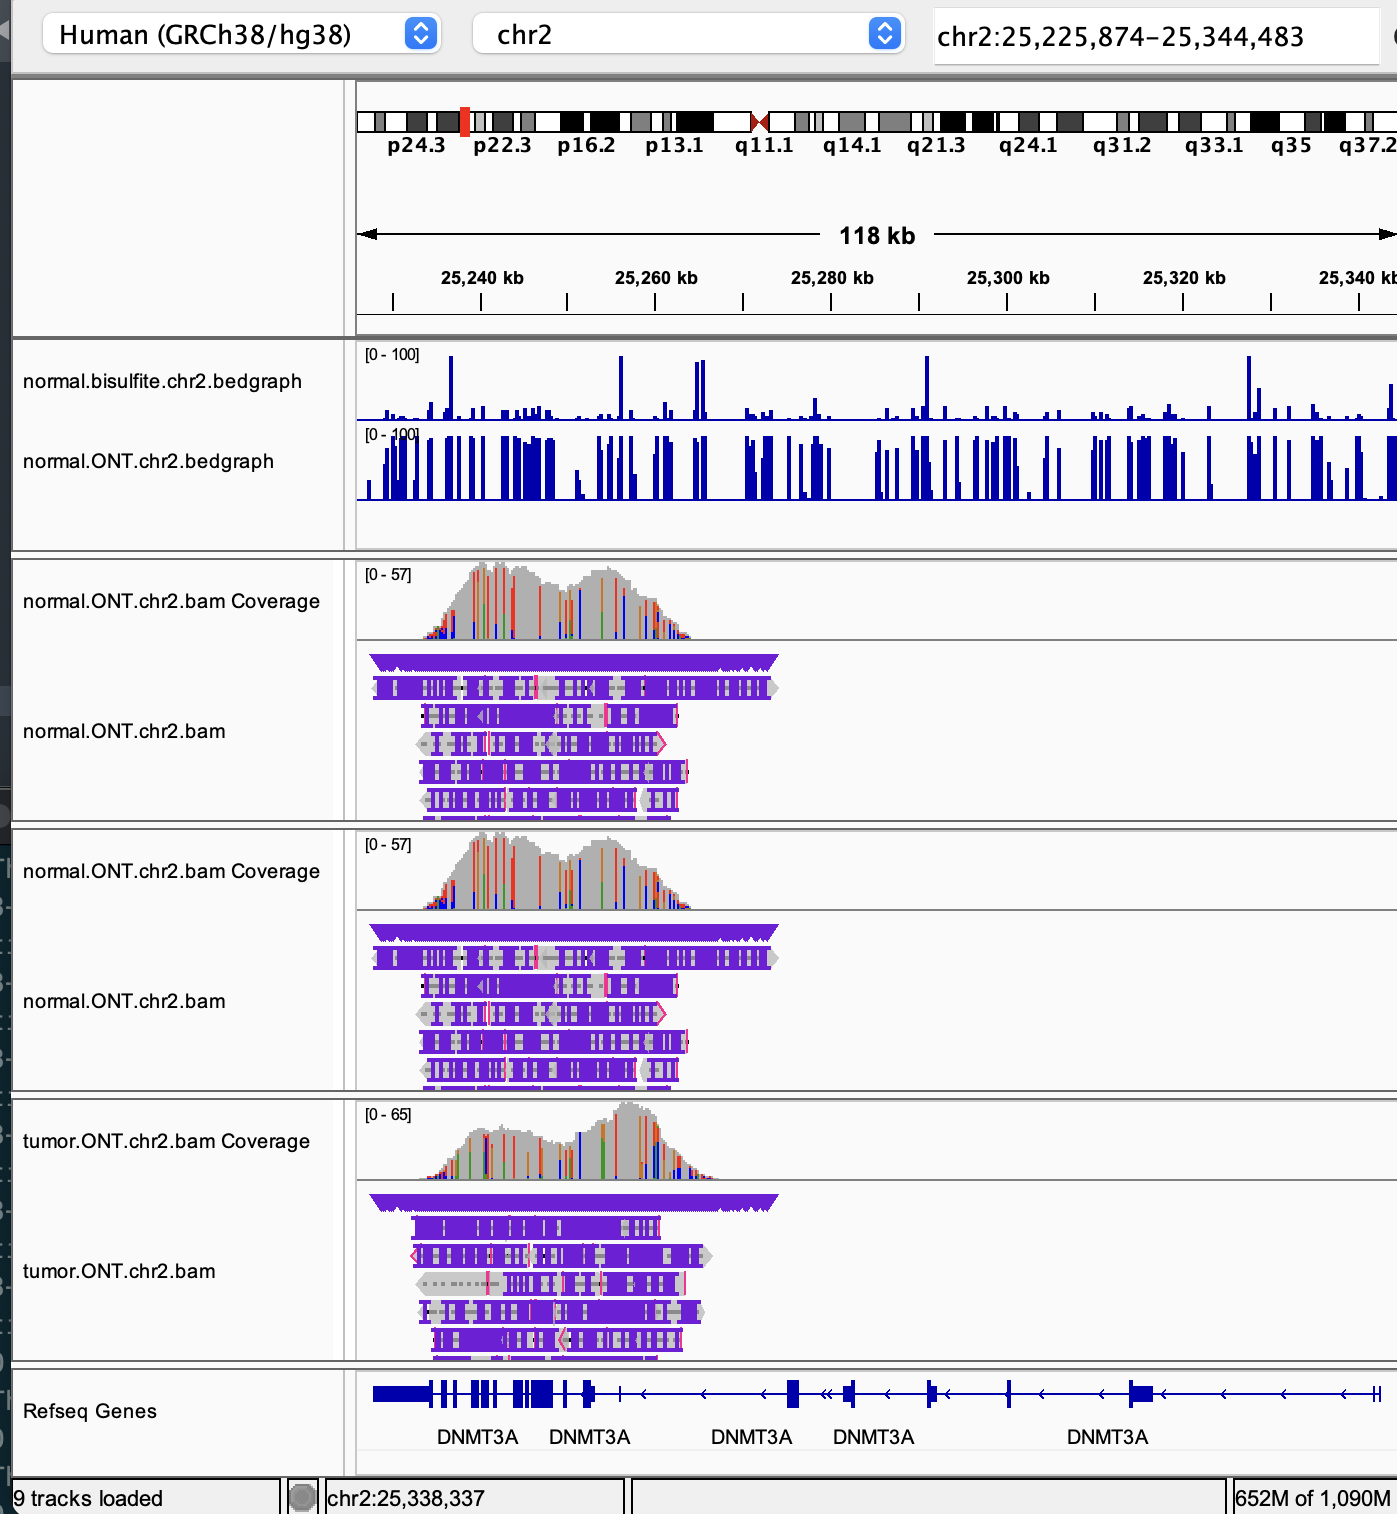 Human (GRCh38/hg38) chr2 chr2:25,225,874-25,344,483
p24.3 p22.3 p16.2 p13.1 q11.1 q14.1 q21.3 q24.1 q31.2 q33.1 q35 q37.2
118 kb
25,240 kb 25,260 kb 25,280 kb 25,300 kb 25,320 kb 25,340 kb
[0 - 100]
normal.bisulfite.chr2.bedgraph
[0 - 100]
normal.ONT.chr2.bedgraph
[0 - 57]
normal.ONT.chr2.bam Coverage
normal.ONT.chr2.bam
[0 - 57]
normal.ONT.chr2.bam Coverage
normal.ONT.chr2.bam
[0 - 65]
tumor.ONT.chr2.bam Coverage
tumor.ONT.chr2.bam
Refseq Genes
DNMT3A DNMT3A DNMT3A DNMT3A DNMT3A
9 tracks loaded chr2:25,338,337 652M of 1,090M